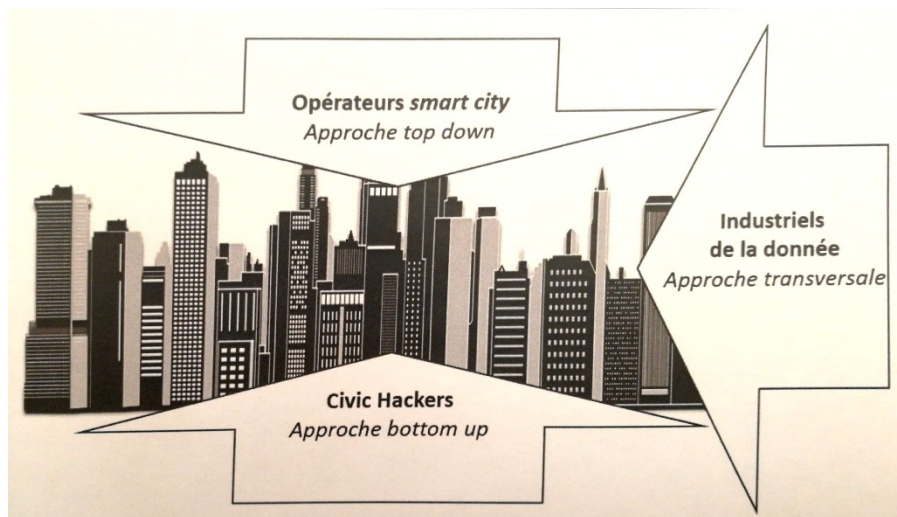 Opérateurs smart city
Approche top down
Industriels
de la donnée
Approche transversale
Civic Hackers
Approche bottom up